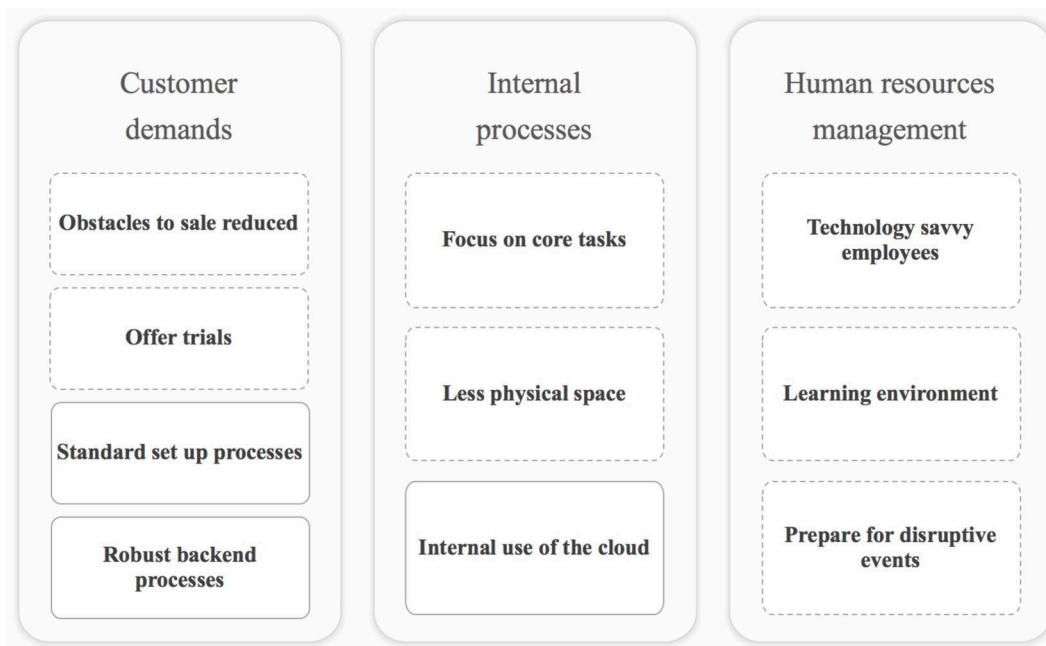 Customer
demands
Obstacles to sale reduced
Offer trials
Standard set up processes
Robust backend
processes
Internal
processes
Focus on core tasks
Less physical space
Internal use of the cloud
Human resources
management
Technology savvy
employees
Learning environment
Prepare for disruptive
events